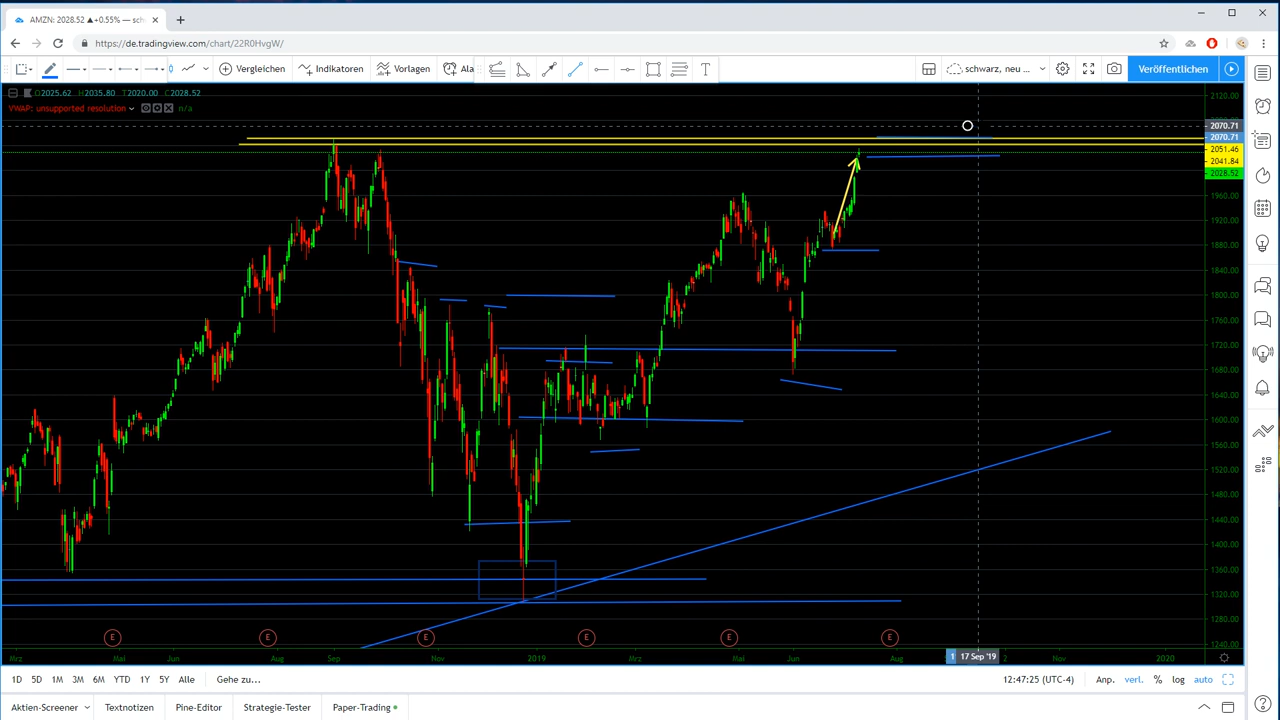 AMZN: 2028.52 ▲+0.55% — sch
https://de.tradingview.com/chart/22R0HvgW/
Vergleichen
Indikatoren
Vorlagen
Ala
T
schwarz, neu ...
Veröffentlichen
O2025.62 H2035.80 L2020.00 C2028.52
VWAP: unsupported resolution n/a
2120.00
2070.71
2070.71
2051.46
2041.84
2028.52
1960.00
1920.00
1880.00
1840.00
1800.00
1760.00
1720.00
1680.00
1640.00
1600.00
1560.00
1520.00
1480.00
1440.00
1400.00
1360.00
1320.00
1280.00
1240.00
E E E E E E
Mrz Mai Jun Aug Sep Nov 2019 Mrz Mai Jun Aug 17 Sep '19 Nov 2020
1D 5D 1M 3M 6M YTD 1Y 5Y Alle Gehe zu... 12:47:25 (UTC-4) Anp. verl. % log auto
Aktien-Screener Textnotizen Pine-Editor Strategie-Tester Paper-Trading